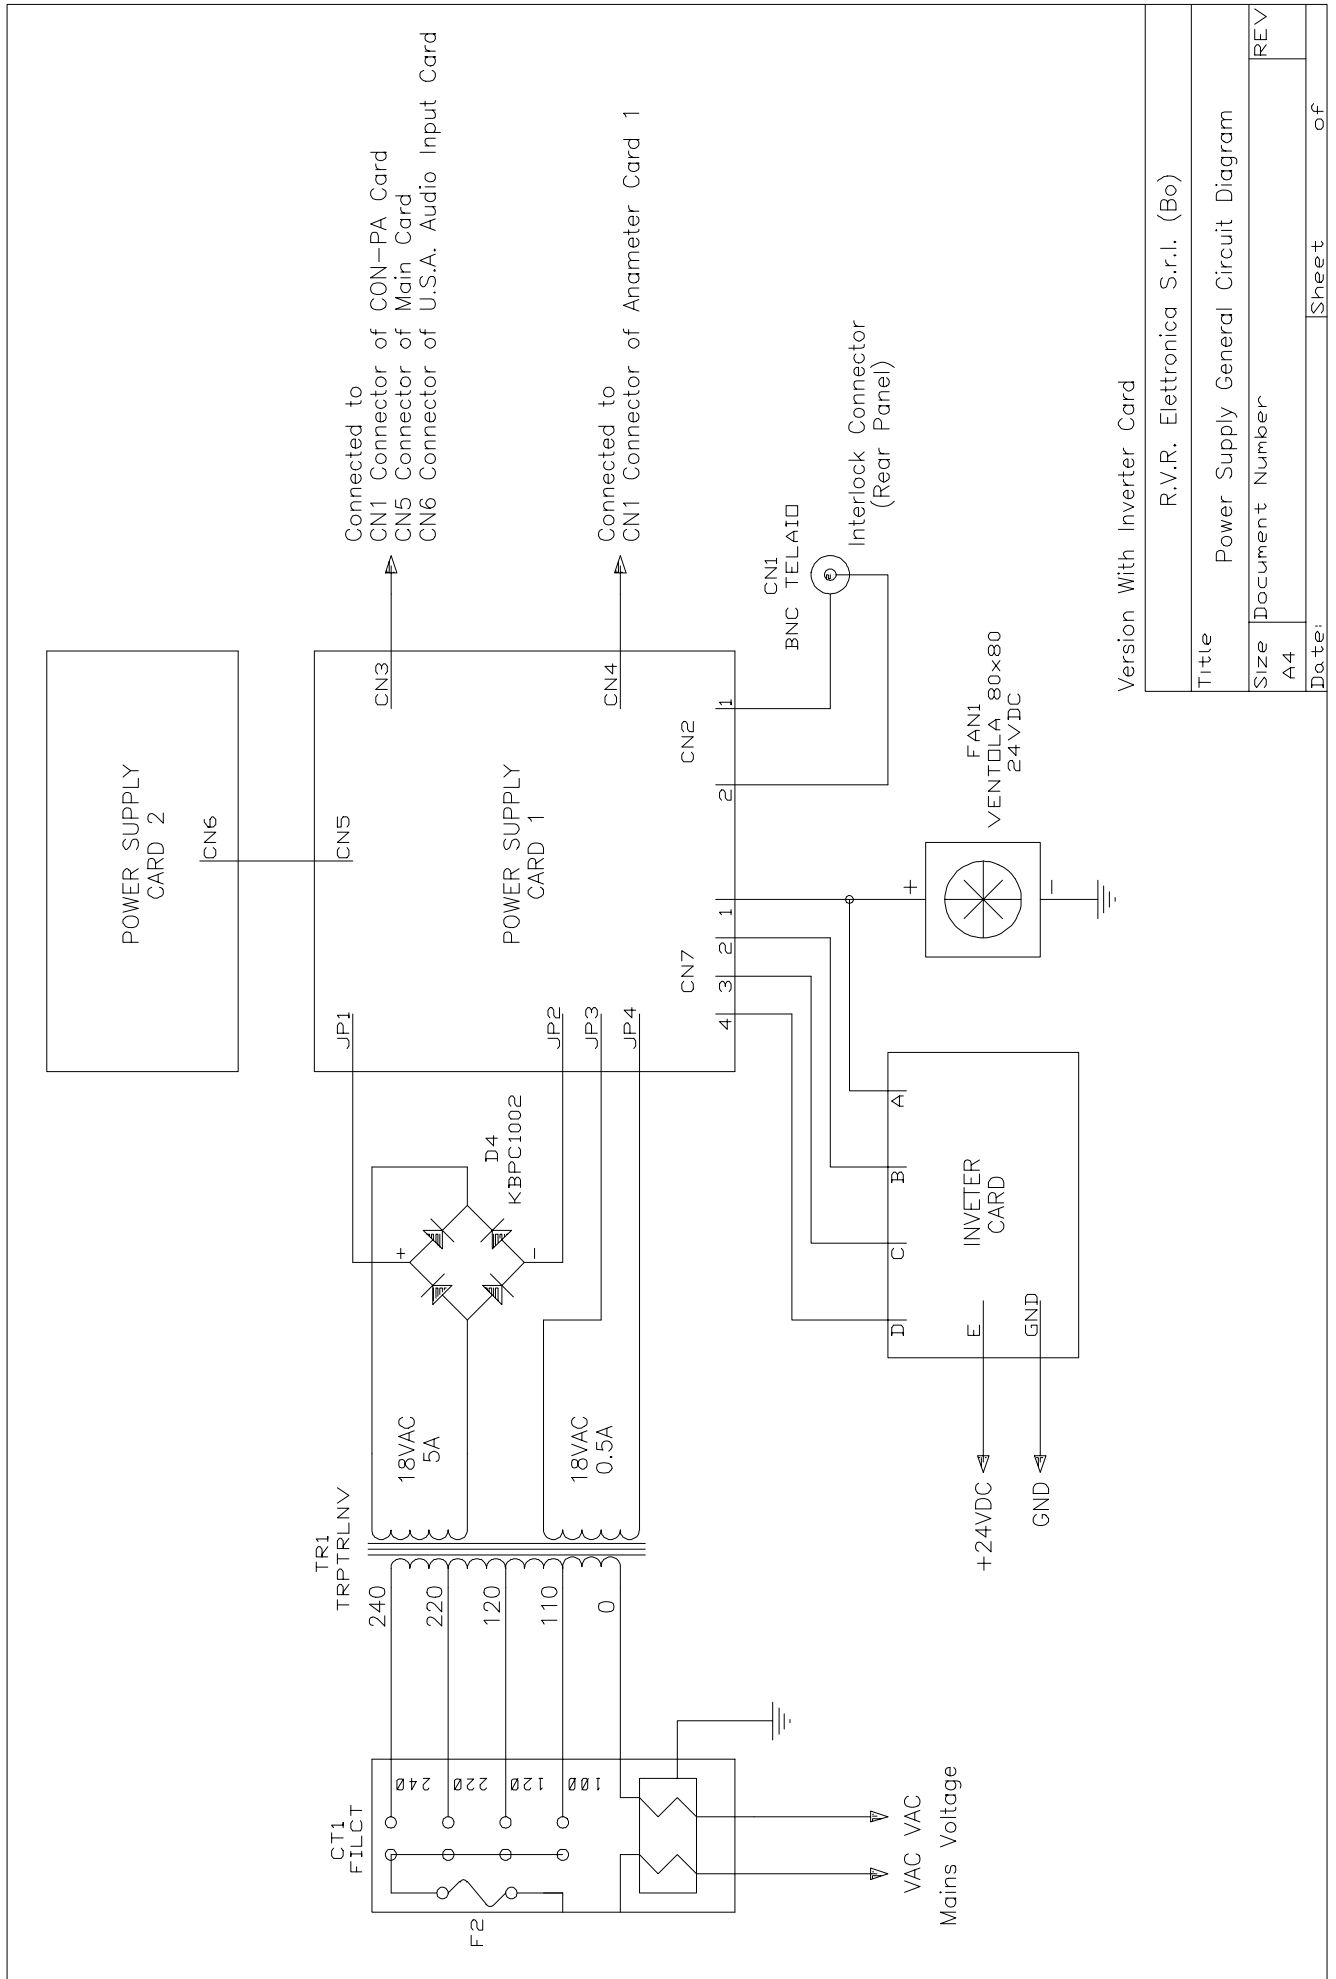 POWER SUPPLY
CARD 2
CN6
CN5
POWER SUPPLY
CARD 1
JP1
JP2
JP3
JP4
CN3
CN4
CN2
1
2
CN7
1
2
3
4
Connected to
CN1 Connector of CON-PA Card
CN5 Connector of Main Card
CN6 Connector of U.S.A. Audio Input Card
Connected to
CN1 Connector of Anameter Card 1
CN1
BNC TELAIO
Interlock Connector
(Rear Panel)
FAN1
VENTOLA 80x80
24VDC
+
-
D4
KBPC1002
+
-
18VAC
5A
18VAC
0.5A
TR1
TRPTRLNV
240
220
120
110
0
CT1
FILCT
240
220
120
100
F2
VAC VAC
Mains Voltage
INVETER
CARD
A
B
C
D
E
GND
+24VDC
GND
Version With Inverter Card
R.V.R. Elettronica S.r.l. (Bo)
Title
Power Supply General Circuit Diagram
Size
A4
Document Number
REV
Date:
Sheet of